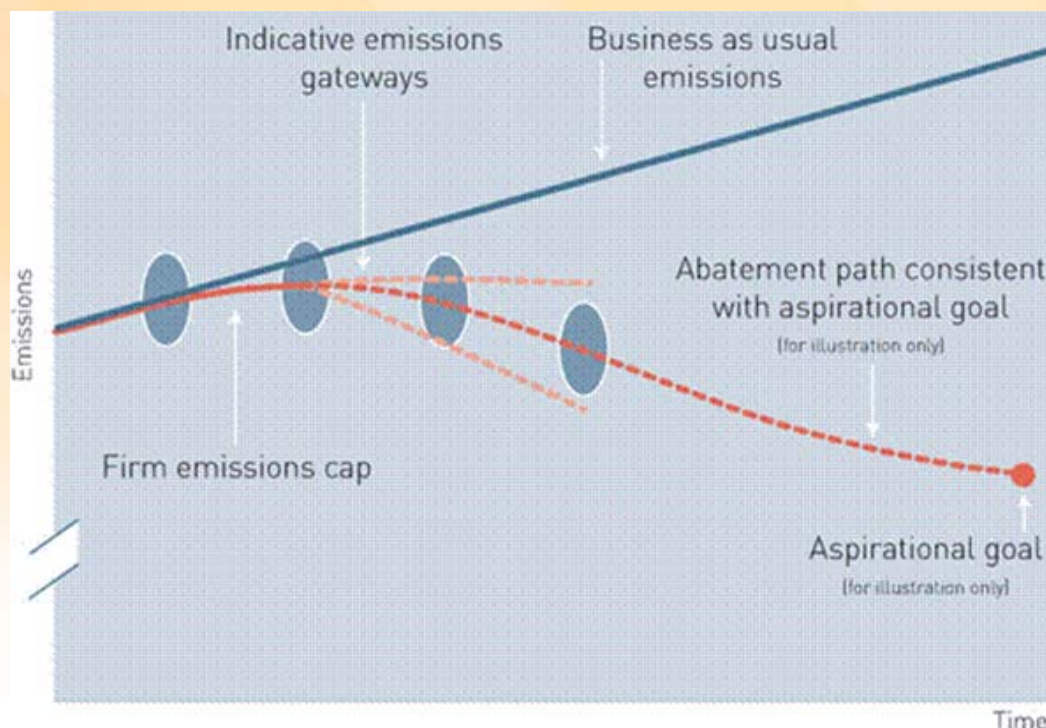 Indicative emissions
gateways
Business as usual
emissions
Emissions
Abatement path consistent
with aspirational goal
(for illustration only)
Firm emissions cap
Aspirational goal
(for illustration only)
Time